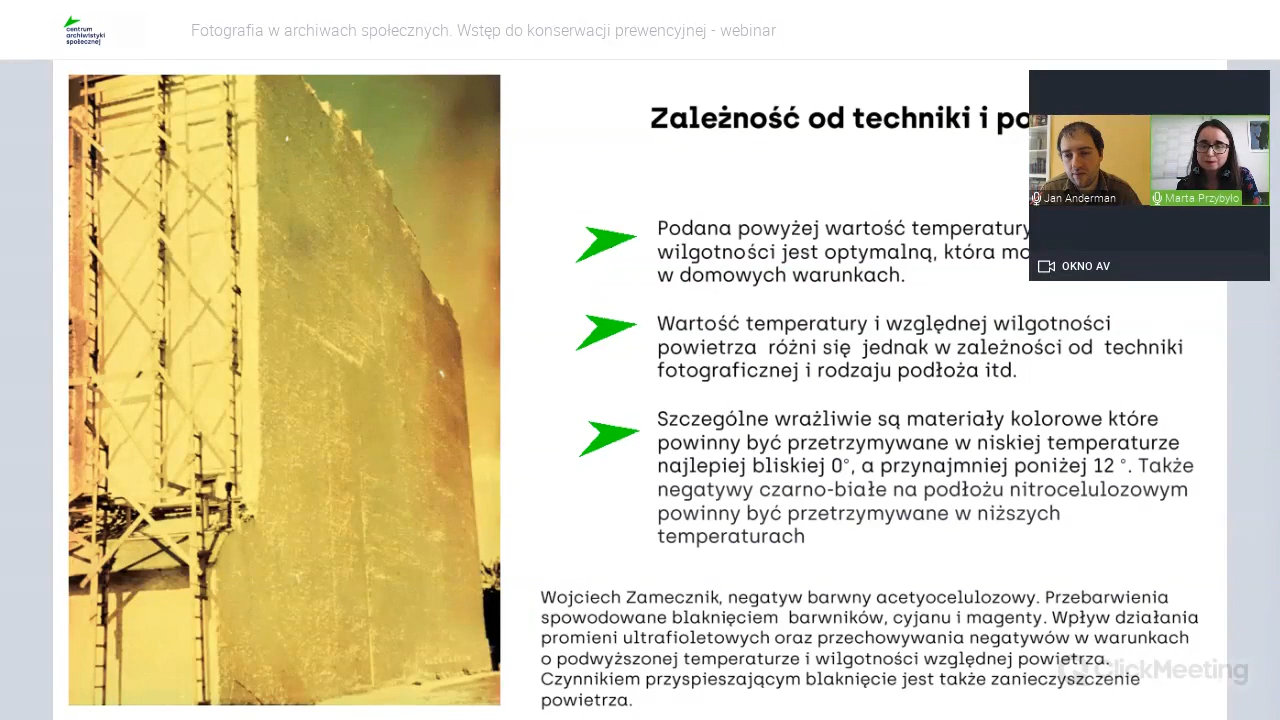 centrum
archiwistyki
społecznej
Fotografia w archiwach społecznych. Wstęp do konserwacji prewencyjnej - webinar
Zależność od techniki i po
Jan Anderman
Marta Przybyło
OKNO AV
Podana powyżej wartość temperatury
wilgotności jest optymalną, która mo
w domowych warunkach.
Wartość temperatury i względnej wilgotności
powietrza różni się jednak w zależności od techniki
fotograficznej i rodzaju podłoża itd.
Szczególne wrażliwie są materiały kolorowe które
powinny być przetrzymywane w niskiej temperaturze
najlepiej bliskiej 0°, a przynajmniej poniżej 12 °. Także
negatywy czarno-białe na podłożu nitrocelulozowym
powinny być przetrzymywane w niższych
temperaturach
Wojciech Zamecznik, negatyw barwny acetyocelulozowy. Przebarwienia
spowodowane blaknięciem barwników, cyjanu i magenty. Wpływ działania
promieni ultrafioletowych oraz przechowywania negatywów w warunkach
o podwyższonej temperaturze i wilgotności względnej powietrza.
Czynnikiem przyspieszającym blaknięcie jest także zanieczyszczenie
powietrza.
ClickMeeting